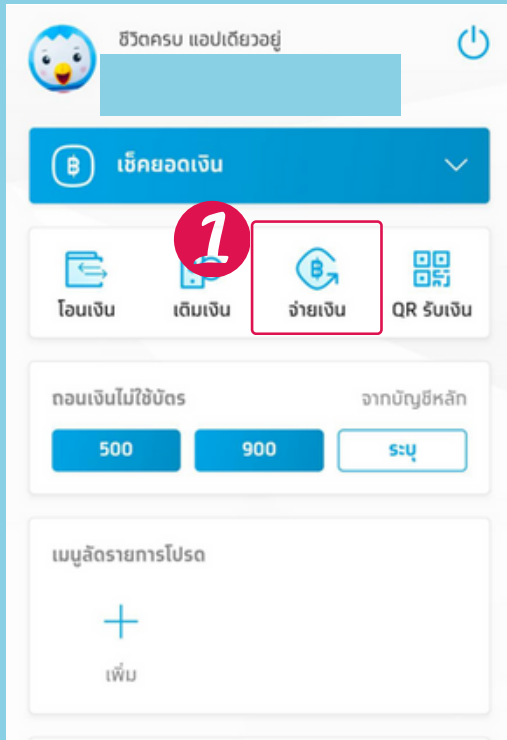 ชีวิตครบ แอปเดียวอยู่
฿ เช็คยอดเงิน
1
โอนเงิน เติมเงิน จ่ายเงิน QR รับเงิน
ถอนเงินไม่ใช้บัตร จากบัญชีหลัก
500 900 ระบุ
เมนูลัดรายการโปรด
เพิ่ม